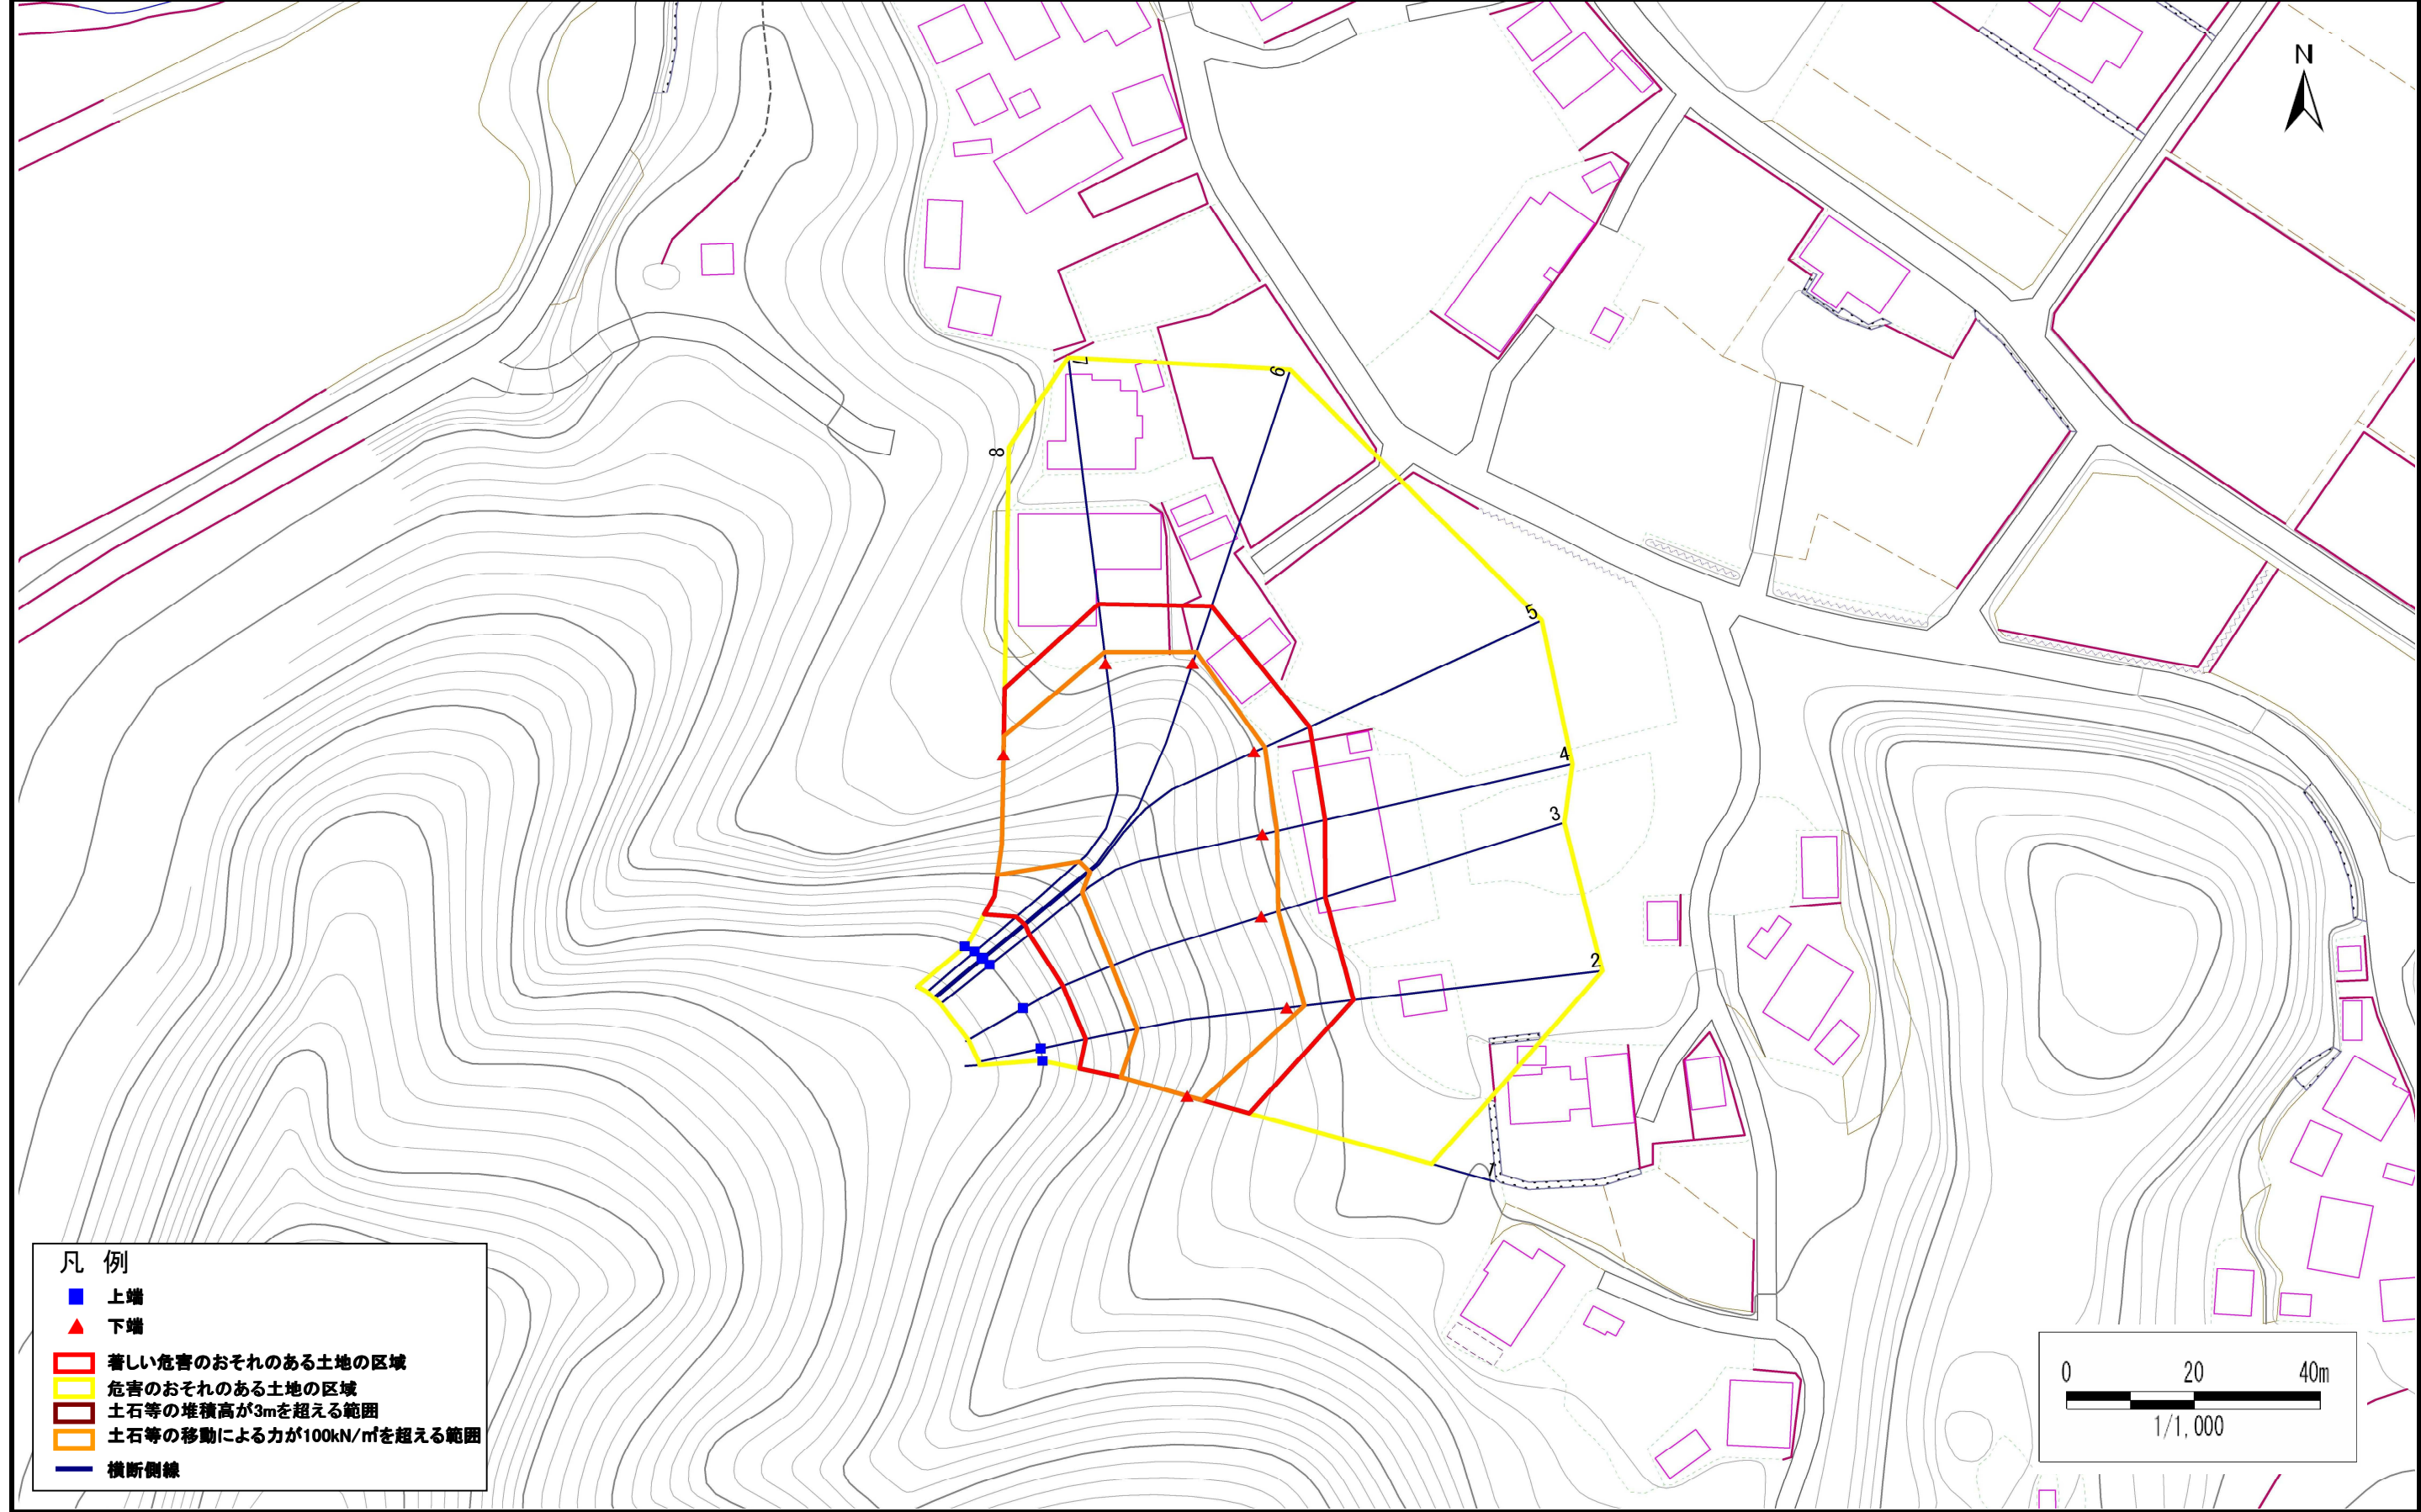 N
7
6
8
5
4
3
2
1
凡 例
上端
下端
著しい危害のおそれのある土地の区域
危害のおそれのある土地の区域
土石等の堆積高が3mを超える範囲
土石等の移動による力が100kN/㎡を超える範囲
横断側線
0 20 40m
1/1,000